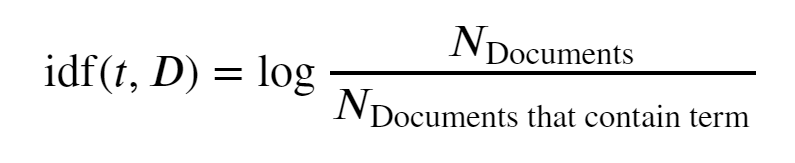 idf(t, D) = log N_Documents / N_Documents that contain term